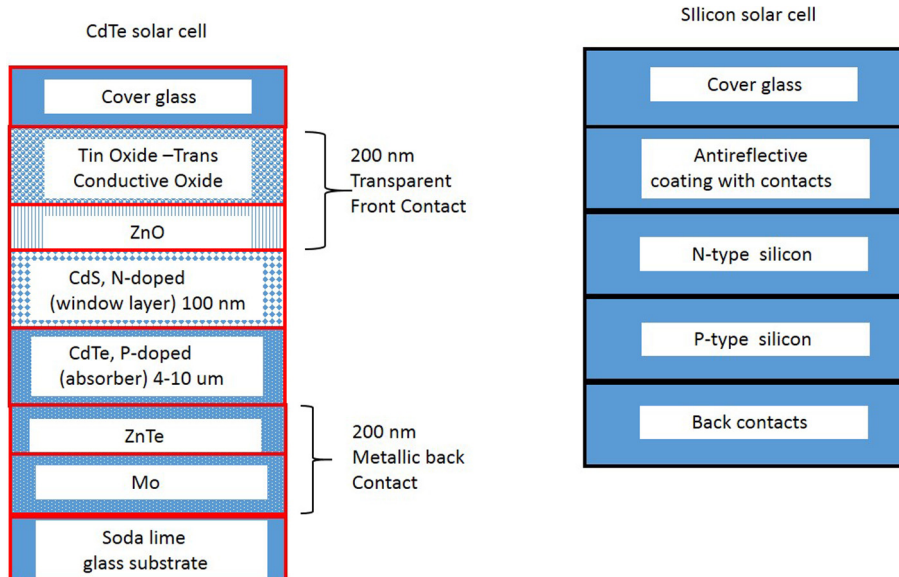 CdTe solar cell
Cover glass
Tin Oxide –Trans
Conductive Oxide
ZnO
CdS, N-doped
(window layer) 100 nm
CdTe, P-doped
(absorber) 4-10 um
ZnTe
Mo
Soda lime
glass substrate
200 nm
Transparent
Front Contact
200 nm
Metallic back
Contact
SIlicon solar cell
Cover glass
Antireflective
coating with contacts
N-type silicon
P-type silicon
Back contacts